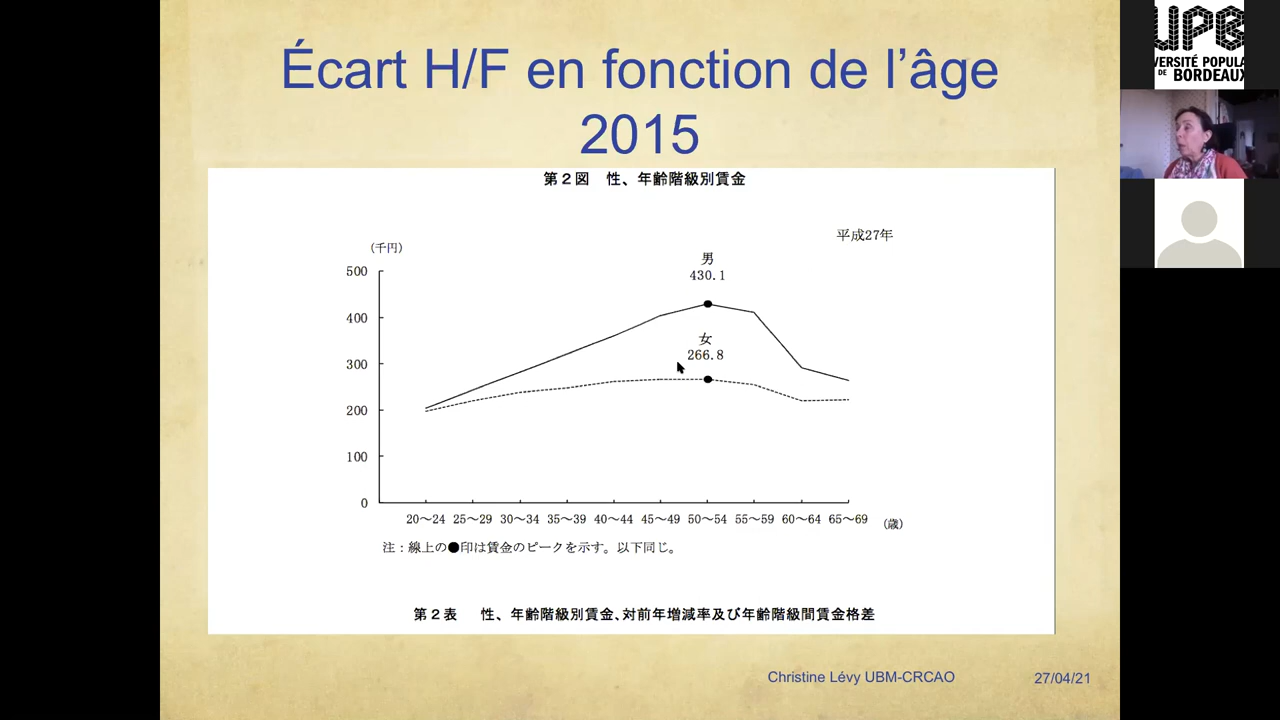 Écart H/F en fonction de l’âge
2015
第２図　性、年齢階級別賃金
平成27年
（千円）
男
430.1
女
266.8
500
400
300
200
100
0
20～24 25～29 30～34 35～39 40～44 45～49 50～54 55～59 60～64 65～69 （歳）
注：線上の●印は賃金のピークを示す。以下同じ。
第２表　性、年齢階級別賃金、対前年増減率及び年齢階級間賃金格差
Christine Lévy UBM-CRCAO
27/04/21
UPB
VERSITÉ POPULA
DE BORDEAUX